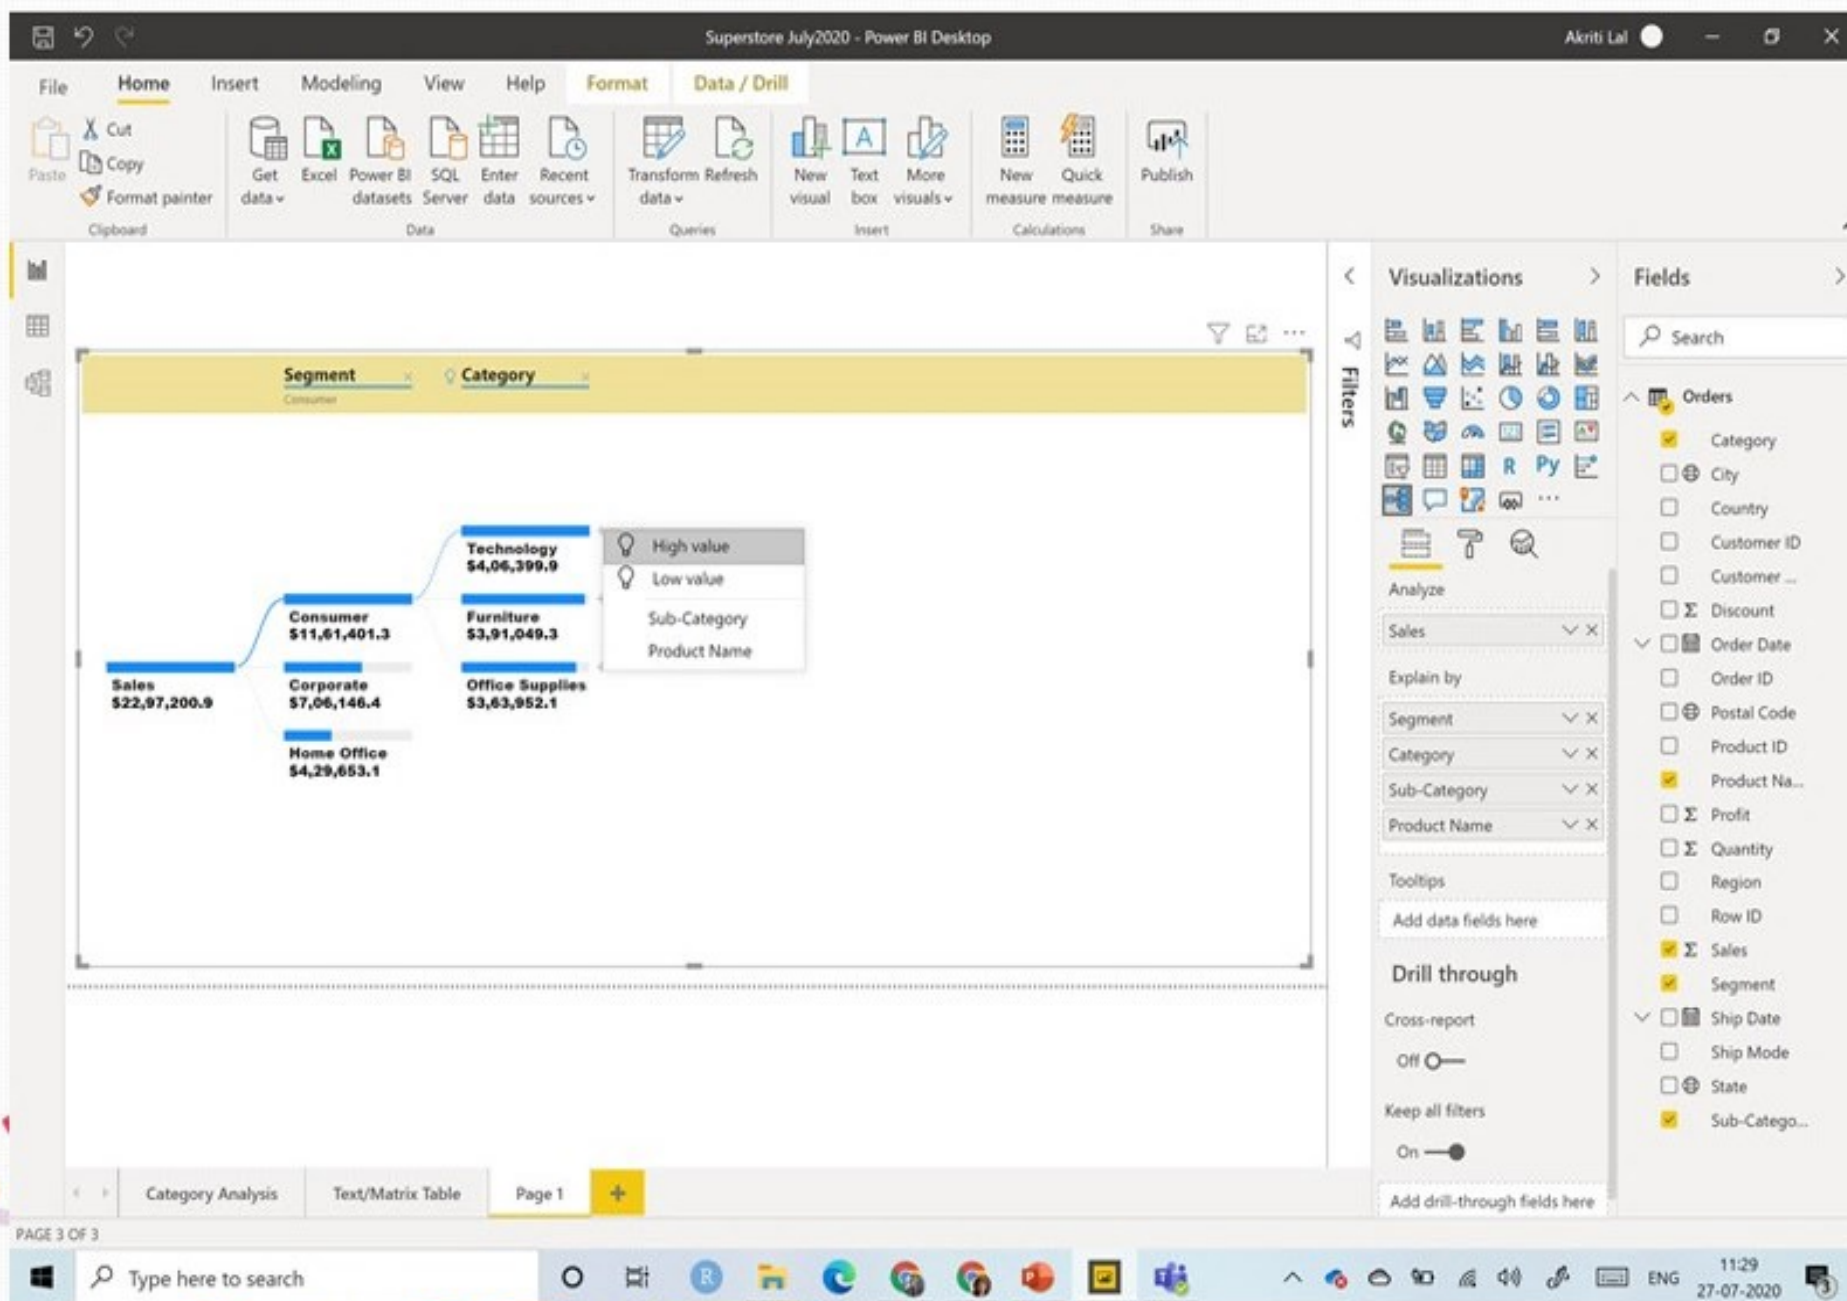 Superstore July2020 - Power BI Desktop
Akriti Lal
File Home Insert Modeling View Help Format Data / Drill
Paste
Cut
Copy
Format painter
Clipboard
Get data
Excel
Power BI datasets
SQL Server
Enter data
Recent sources
Data
Transform data
Refresh
Queries
New visual
A
Text box
More visuals
Insert
New measure
Quick measure
Calculations
Publish
Share
Segment
Consumer
Category
Technology
$4,06,399.9
Consumer
$11,61,401.3
Furniture
$3,91,049.3
Sales
$22,97,200.9
Corporate
$7,06,146.4
Office Supplies
$3,63,952.1
Home Office
$4,29,653.1
High value
Low value
Sub-Category
Product Name
Filters
Visualizations
R Py
Analyze
Sales
Explain by
Segment
Category
Sub-Category
Product Name
Tooltips
Add data fields here
Drill through
Cross-report
Off
Keep all filters
On
Add drill-through fields here
Fields
Search
Orders
Category
City
Country
Customer ID
Customer ...
Σ Discount
Order Date
Order ID
Postal Code
Product ID
Product Na...
Σ Profit
Σ Quantity
Region
Row ID
Σ Sales
Segment
Ship Date
Ship Mode
State
Sub-Catego...
Category Analysis Text/Matrix Table Page 1 +
PAGE 3 OF 3
Type here to search
R
ENG
11:29
27-07-2020
3